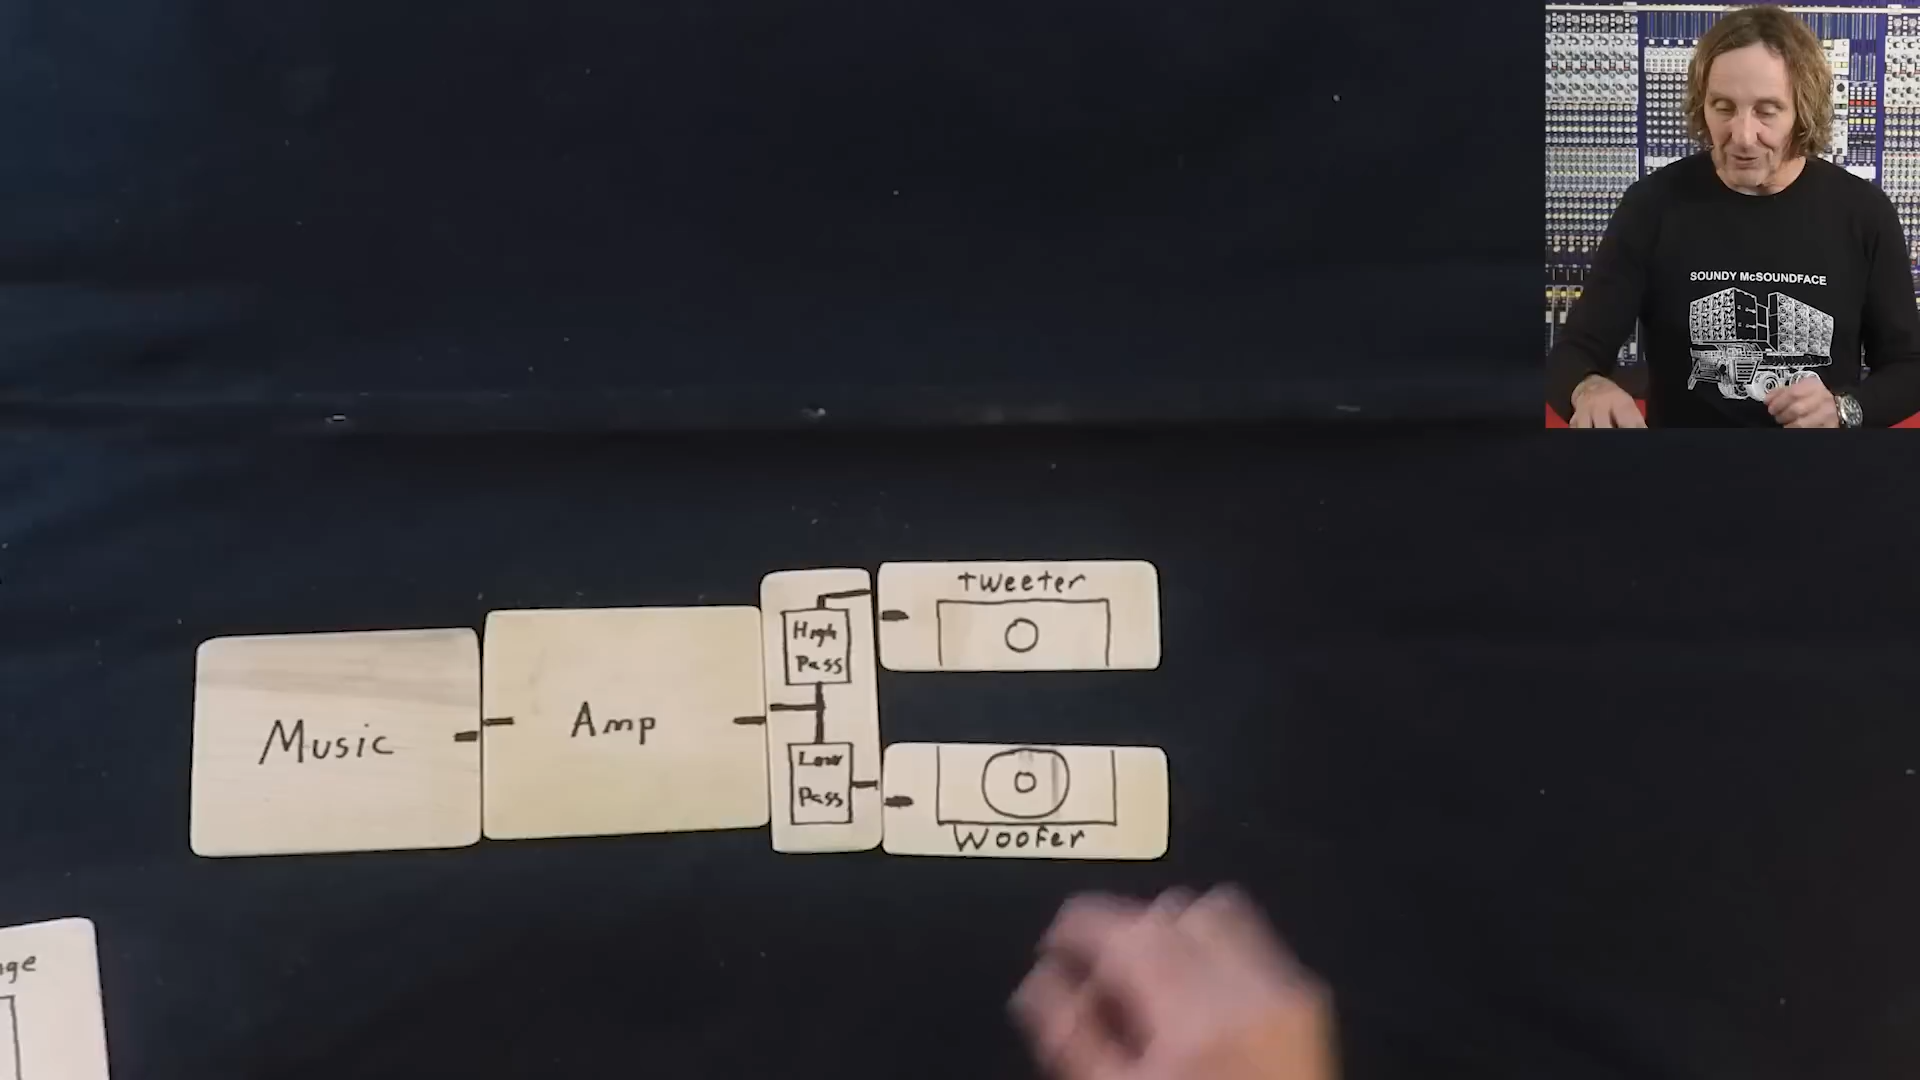 SOUNDY McSOUNDFACE
tweeter
High
Pass
Music
Amp
Low
Pass
Woofer